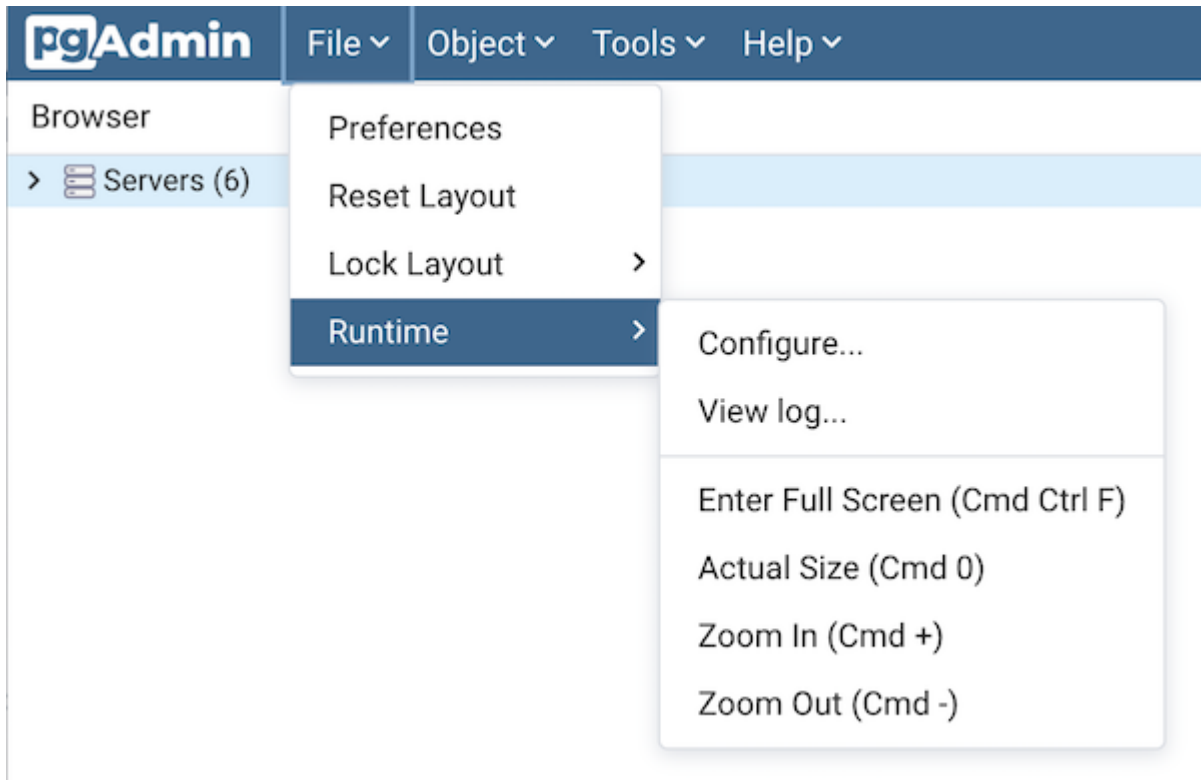 pgAdmin File Object Tools Help
Browser
Servers (6)
Preferences
Reset Layout
Lock Layout
Runtime
Configure...
View log...
Enter Full Screen (Cmd Ctrl F)
Actual Size (Cmd 0)
Zoom In (Cmd +)
Zoom Out (Cmd -)